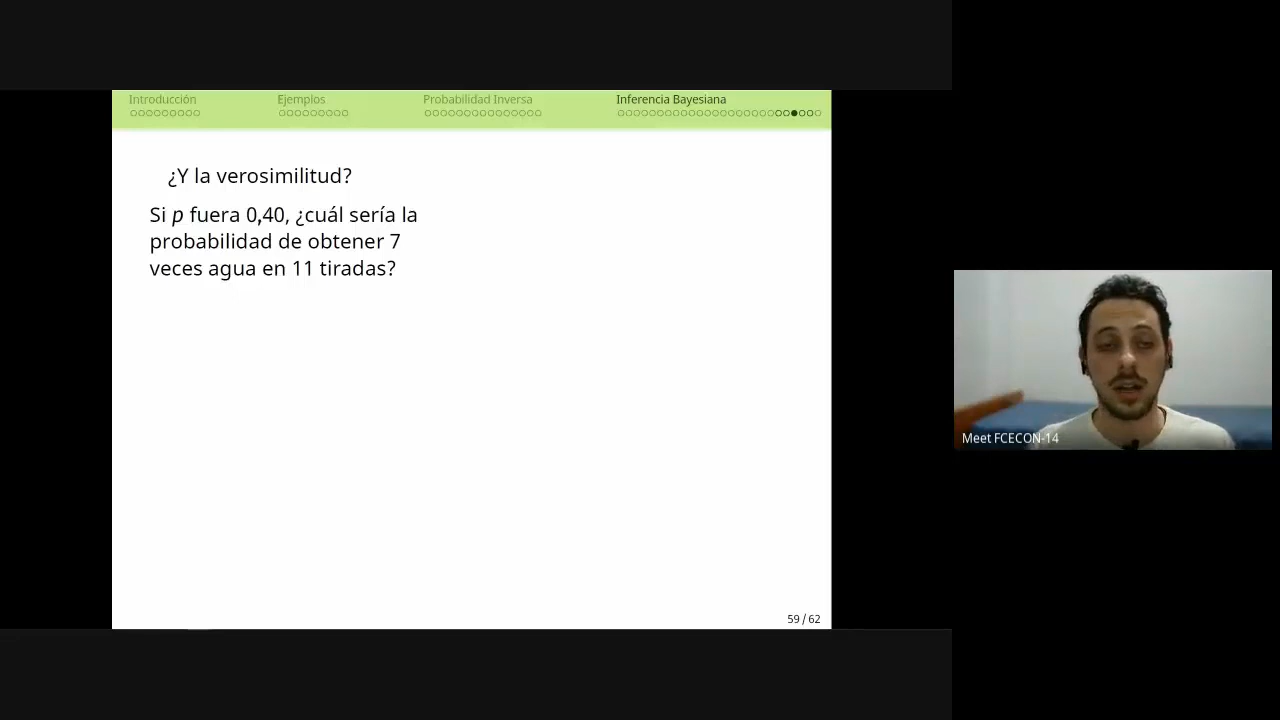 Introducción
Ejemplos
Probabilidad Inversa
Inferencia Bayesiana
¿Y la verosimilitud?
Si p fuera 0,40, ¿cuál sería la
probabilidad de obtener 7
veces agua en 11 tiradas?
Meet FCECON-14
59 / 62